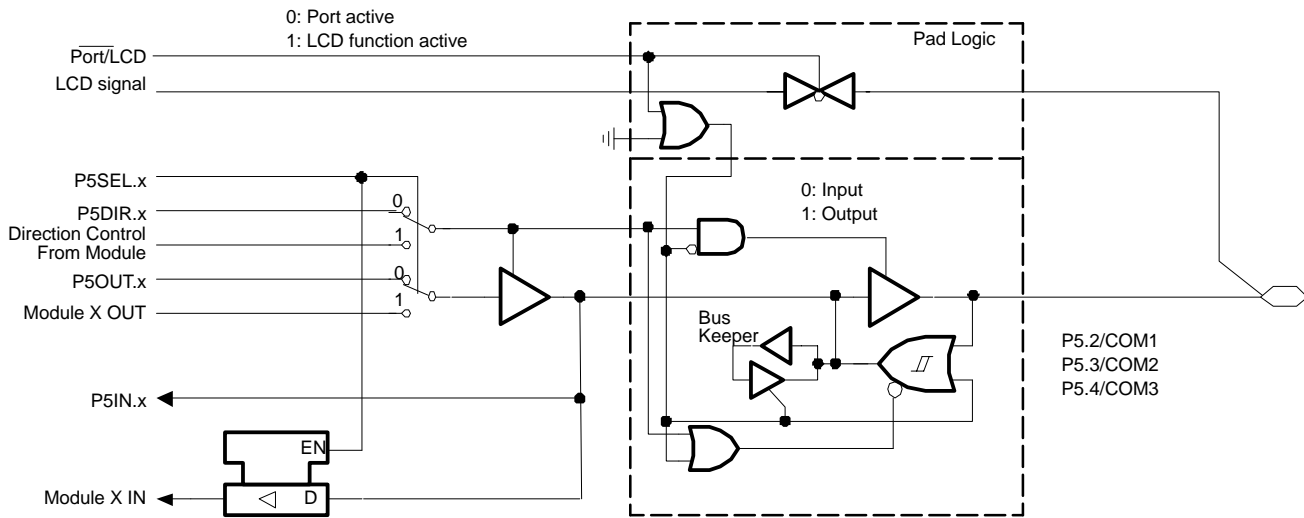 0: Port active
1: LCD function active
Pad Logic
Port/LCD
LCD signal
P5SEL.x
0
P5DIR.x
1
Direction Control
From Module
0
P5OUT.x
1
Module X OUT
0: Input
1: Output
Bus
Keeper
P5.2/COM1
P5.3/COM2
P5.4/COM3
P5IN.x
EN
Module X IN
D